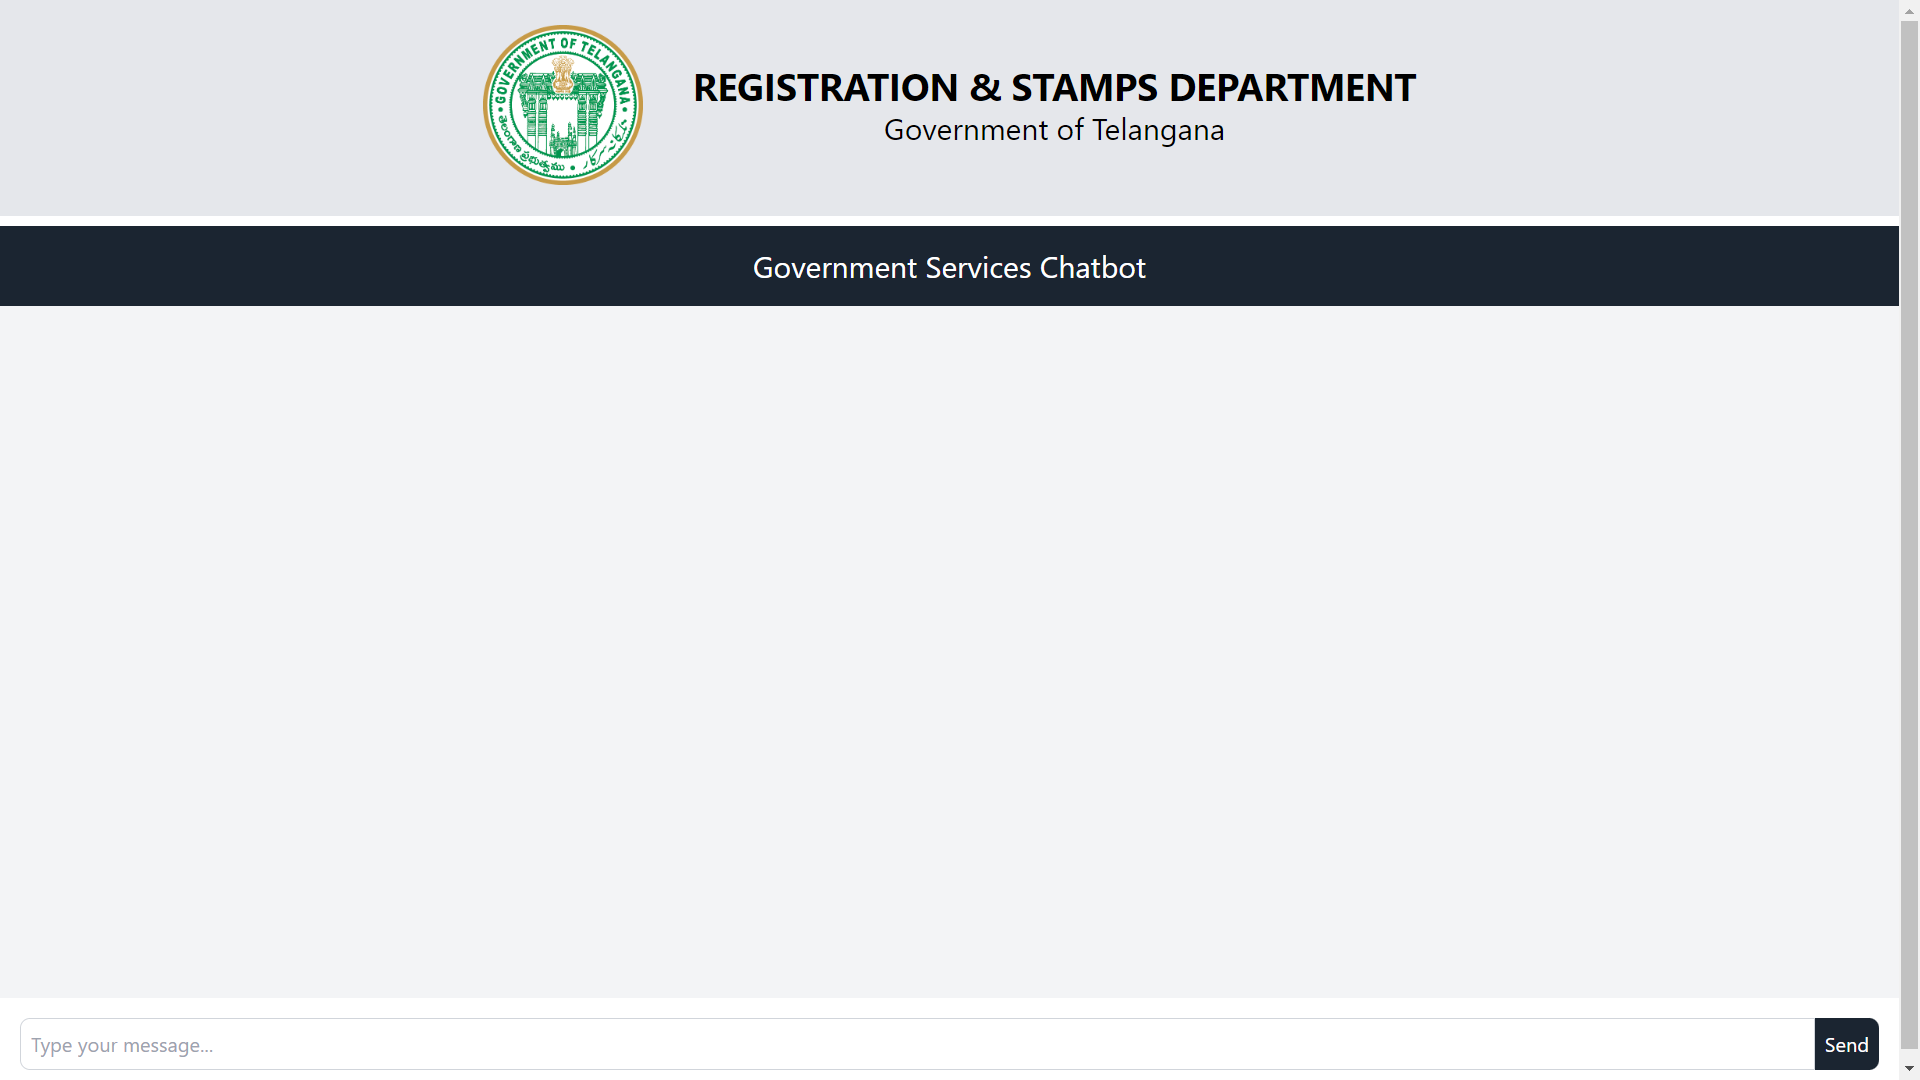 GOVERNMENT OF TELANGANA
తెలంగాణ ప్రభుత్వము
REGISTRATION & STAMPS DEPARTMENT
Government of Telangana
Government Services Chatbot
Type your message...
Send